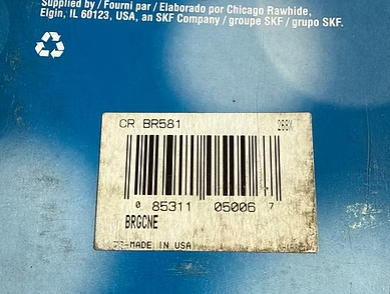 Supplied by / Fourni par / Elaborado por Chicago Rawhide,
Elgin, IL 60123, USA, an SKF Company / groupe SKF / grupo SKF.
CR BR581
0 85311 05006 7
BRGCNE
MADE IN USA